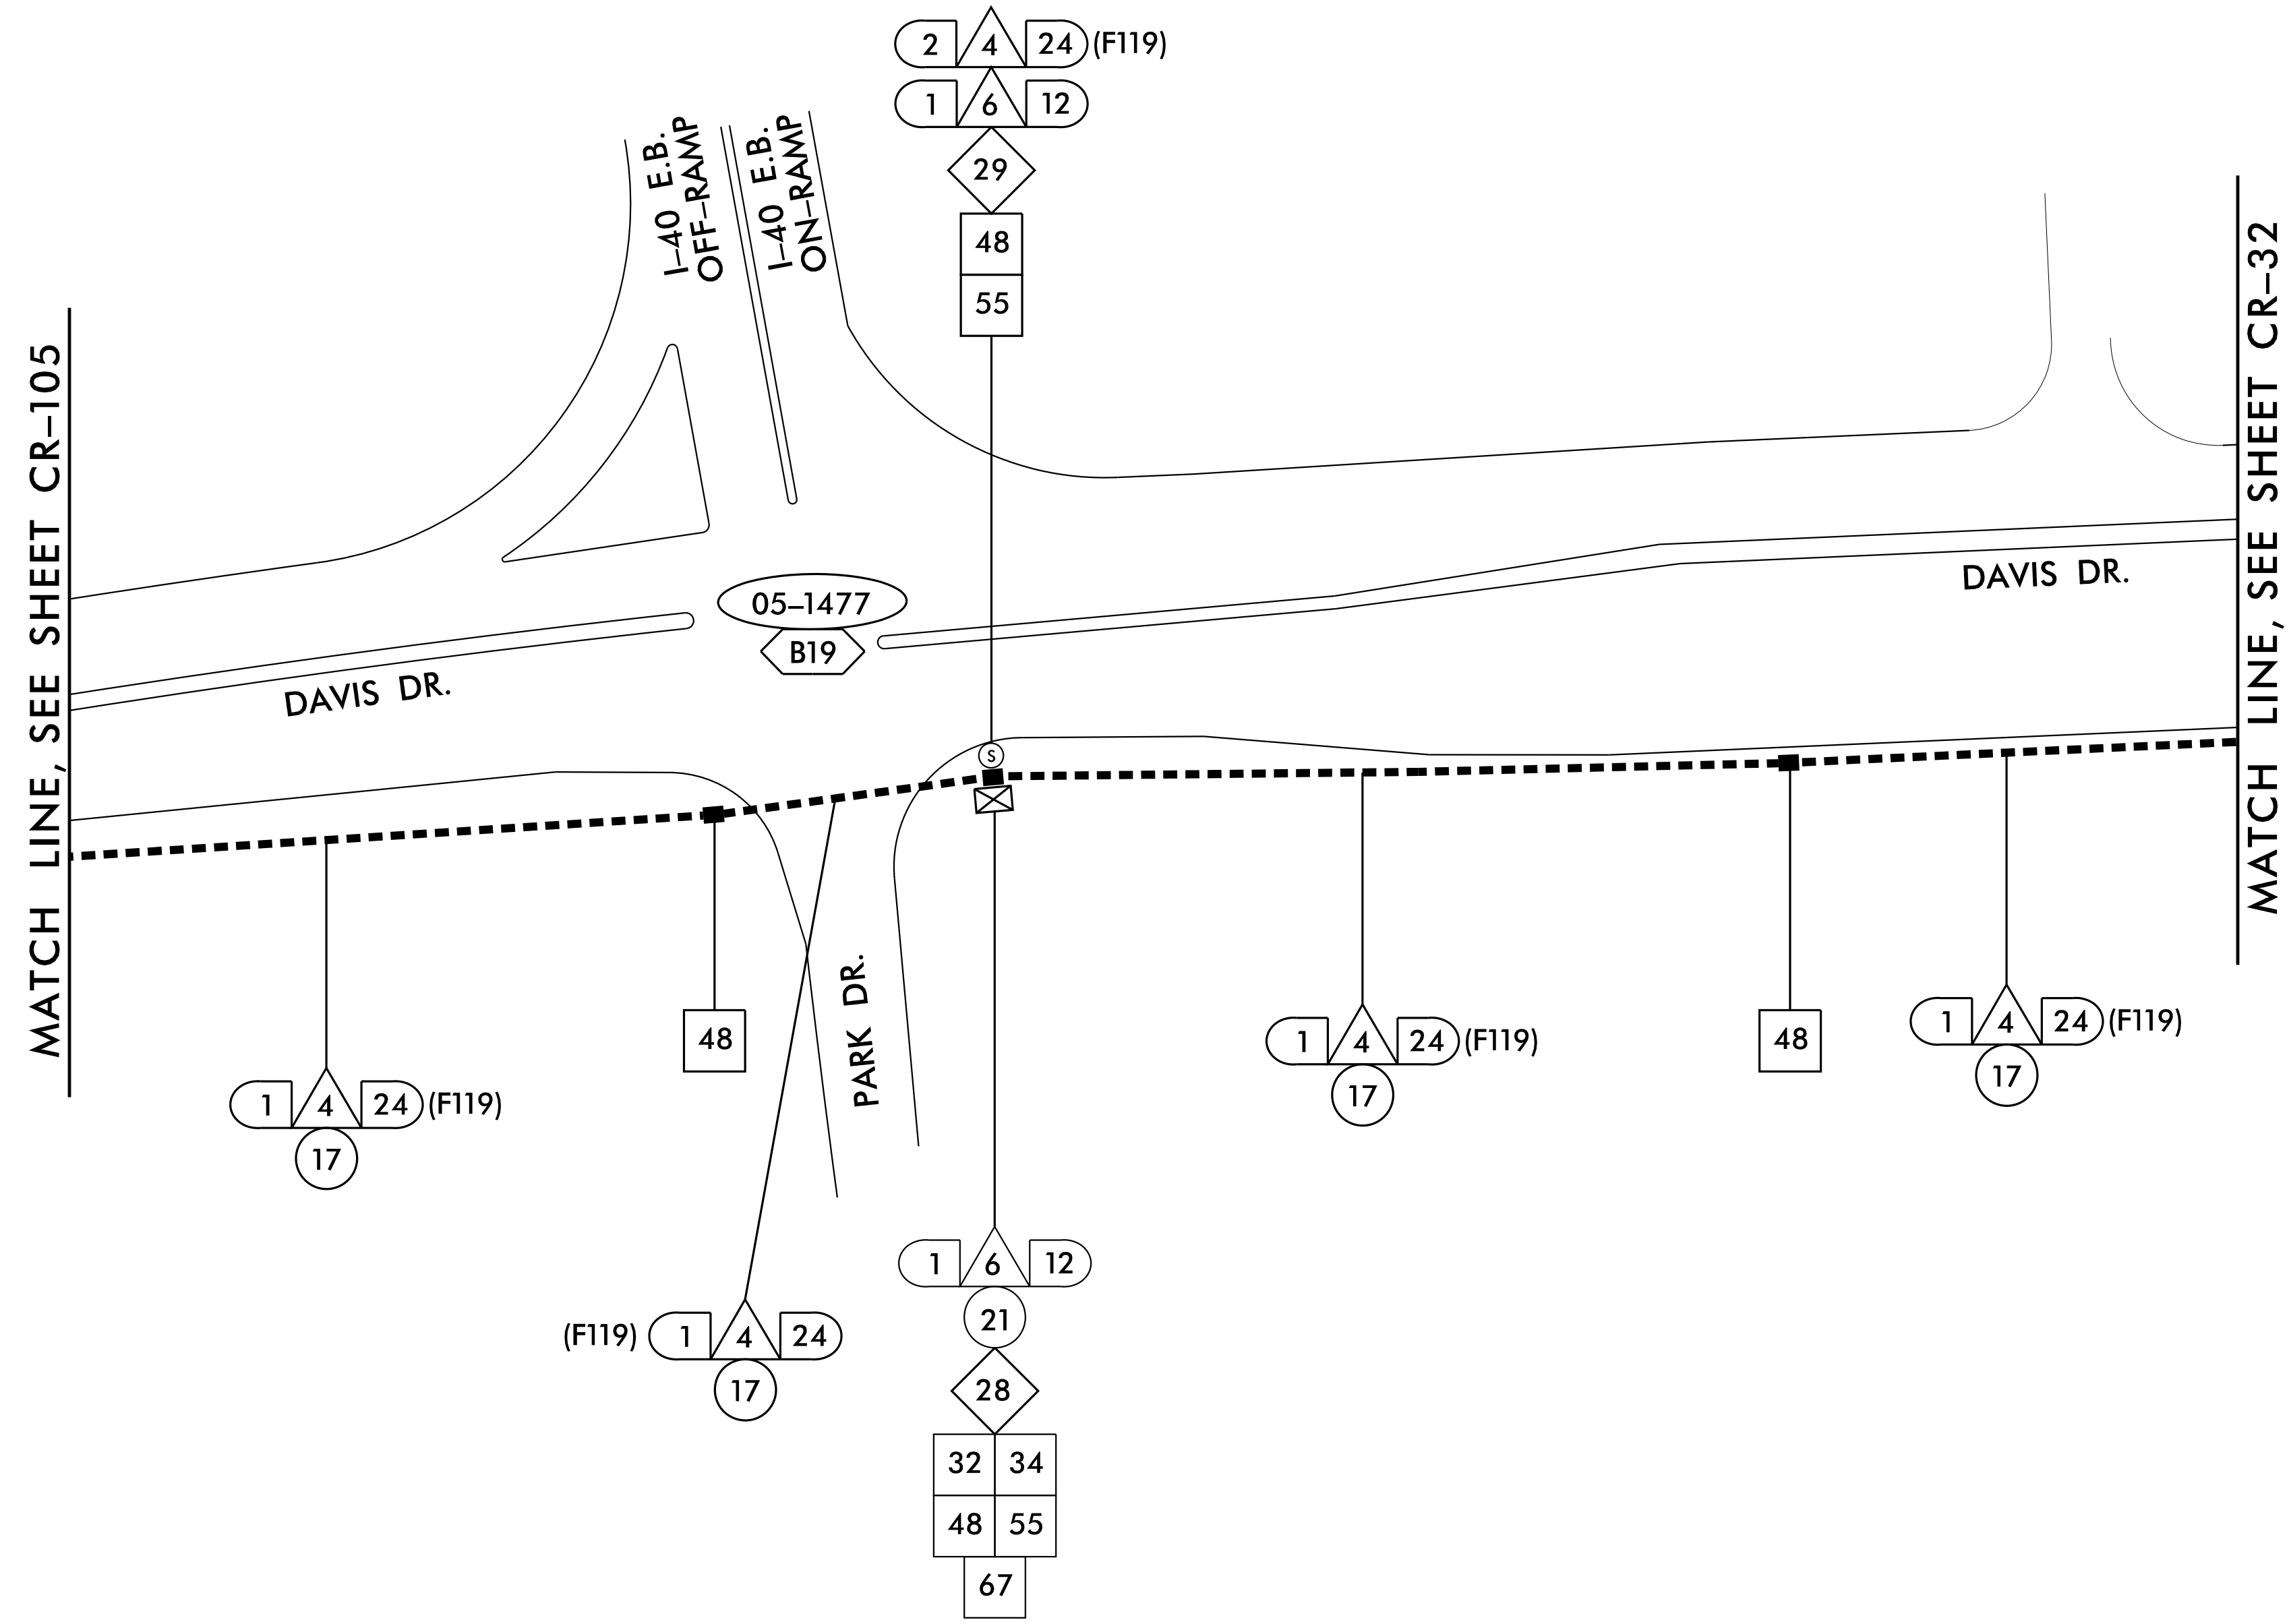 2 4 24 (F119)
1 6 12
29
48
55
I-40 E.B.
OFF-RAMP
I-40 E.B.
ON-RAMP
MATCH LINE, SEE SHEET CR-105
MATCH LINE, SEE SHEET CR-32
05-1477
B19
DAVIS DR.
DAVIS DR.
S
PARK DR.
1 4 24 (F119)
17
48
(F119) 1 4 24
17
1 6 12
21
28
32 34
48 55
67
1 4 24 (F119)
17
48
1 4 24 (F119)
17